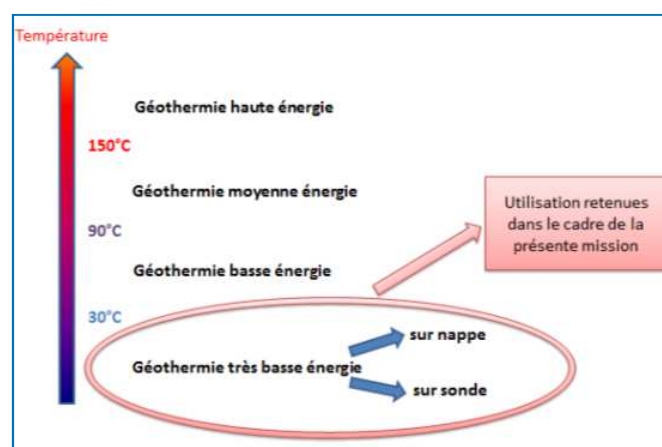 Température
Géothermie haute énergie
150°C
Géothermie moyenne énergie
90°C
Utilisation retenues
dans le cadre de la
présente mission
Géothermie basse énergie
30°C
sur nappe
Géothermie très basse énergie
sur sonde